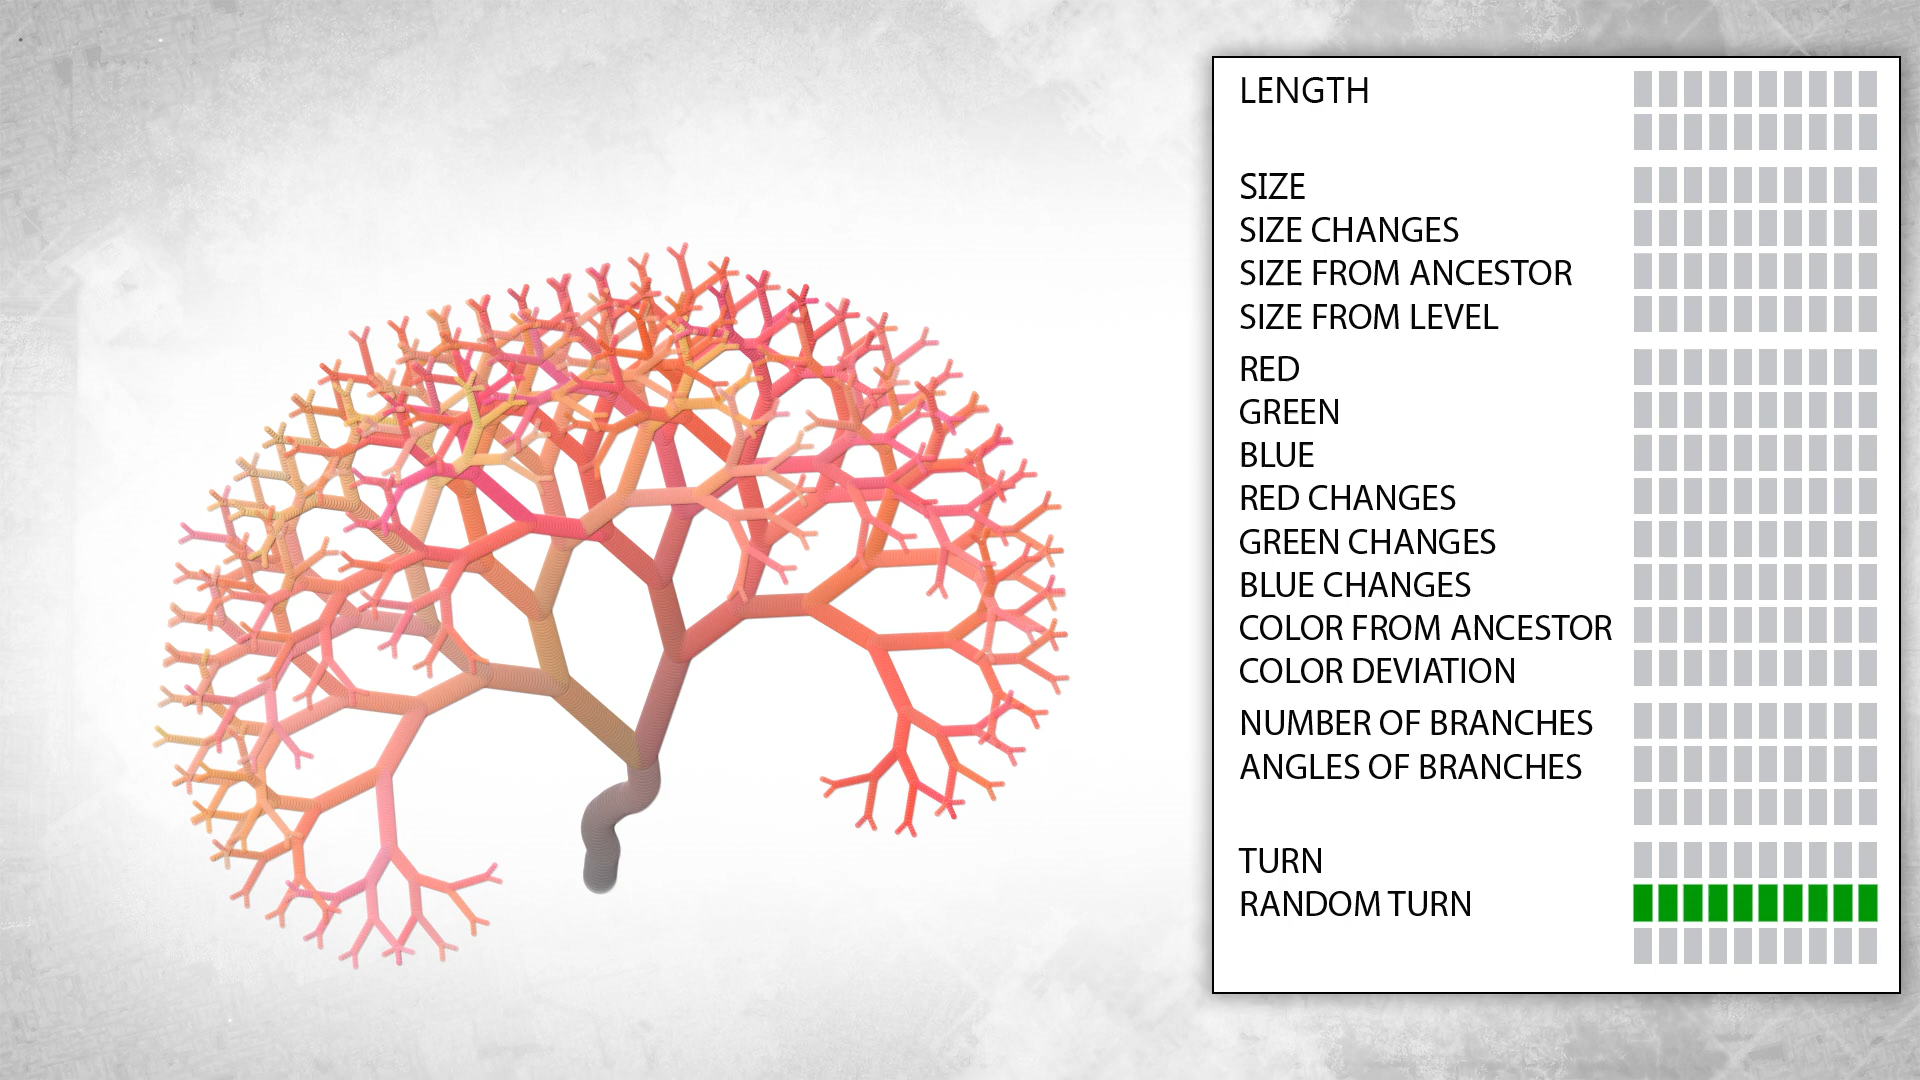 LENGTH
SIZE
SIZE CHANGES
SIZE FROM ANCESTOR
SIZE FROM LEVEL
RED
GREEN
BLUE
RED CHANGES
GREEN CHANGES
BLUE CHANGES
COLOR FROM ANCESTOR
COLOR DEVIATION
NUMBER OF BRANCHES
ANGLES OF BRANCHES
TURN
RANDOM TURN